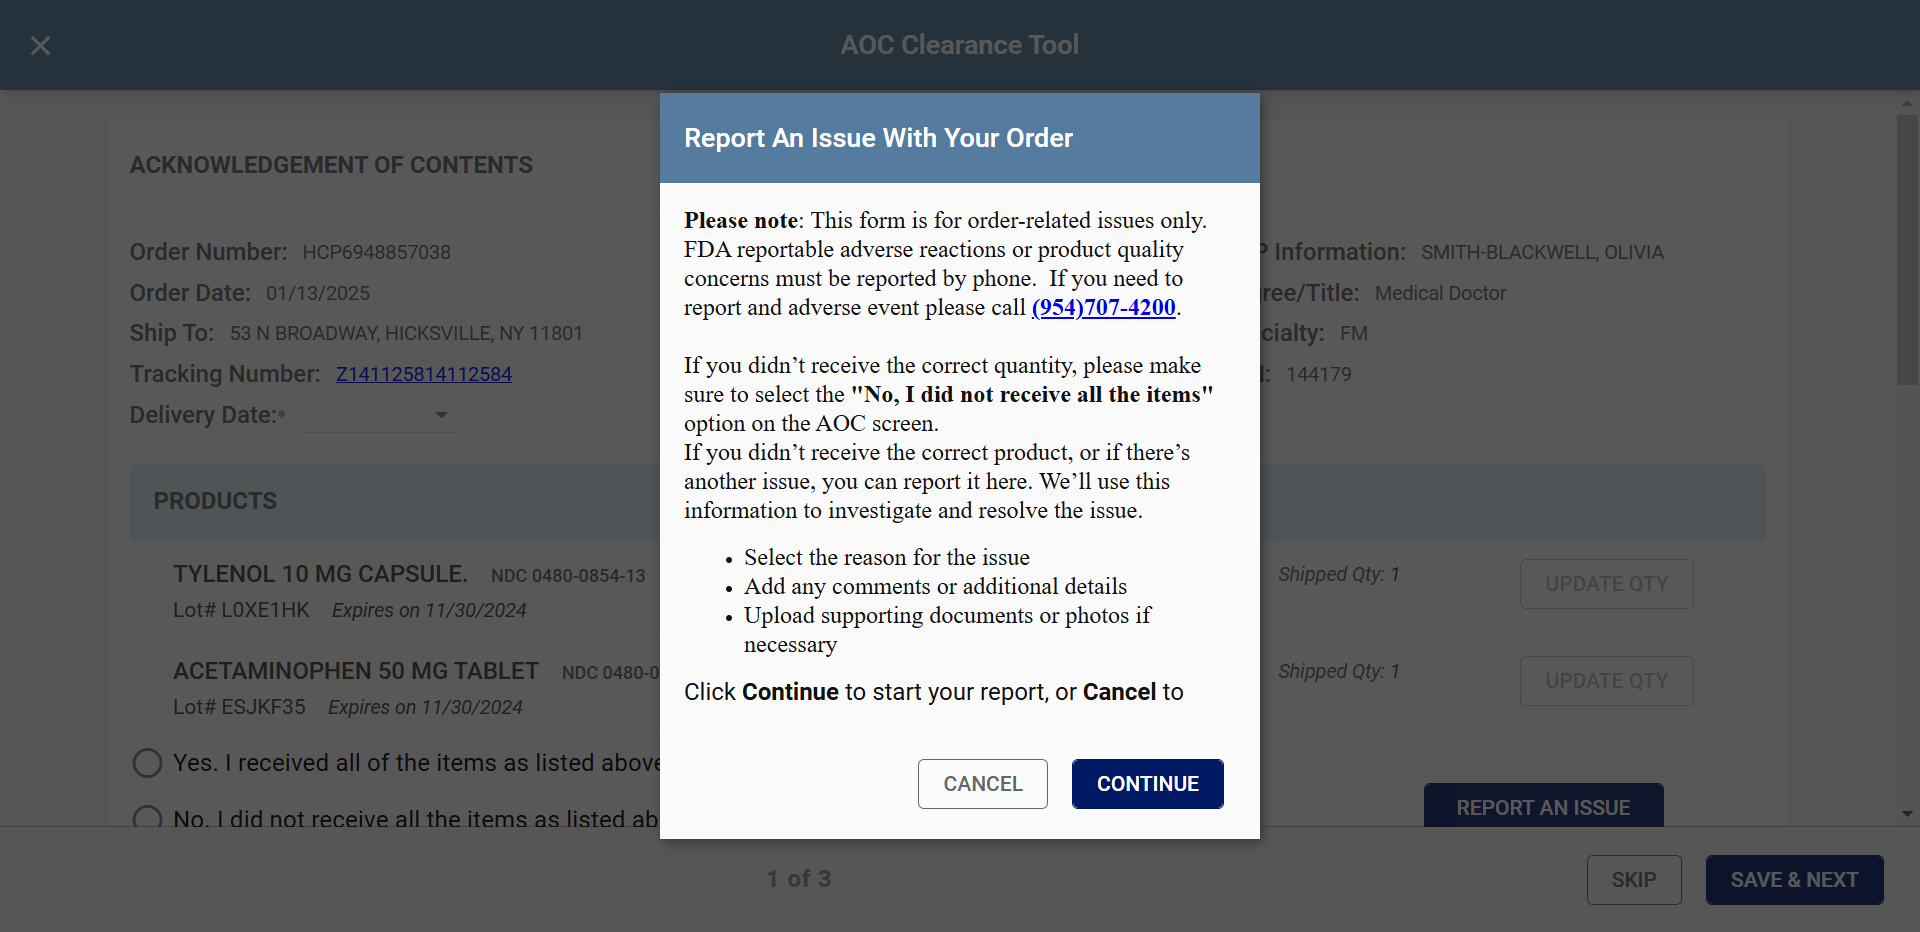 AOC Clearance Tool
Report An Issue With Your Order
Please note: This form is for order-related issues only.
FDA reportable adverse reactions or product quality
concerns must be reported by phone.  If you need to
report and adverse event please call (954)707-4200.
If you didn’t receive the correct quantity, please make
sure to select the "No, I did not receive all the items"
option on the AOC screen.
If you didn’t receive the correct product, or if there’s
another issue, you can report it here. We’ll use this
information to investigate and resolve the issue.
• Select the reason for the issue
• Add any comments or additional details
• Upload supporting documents or photos if
necessary
Click Continue to start your report, or Cancel to
CANCEL CONTINUE
ACKNOWLEDGEMENT OF CONTENTS
Order Number: HCP6948857038
Order Date: 01/13/2025
Ship To: 53 N BROADWAY, HICKSVILLE, NY 11801
Tracking Number: Z141125814112584
Delivery Date:*
Information: SMITH-BLACKWELL, OLIVIA
ree/Title: Medical Doctor
cialty: FM
: 144179
PRODUCTS
TYLENOL 10 MG CAPSULE. NDC 0480-0854-13 Shipped Qty: 1 UPDATE QTY
Lot# L0XE1HK Expires on 11/30/2024
ACETAMINOPHEN 50 MG TABLET NDC 0480-0 Shipped Qty: 1 UPDATE QTY
Lot# ESJKF35 Expires on 11/30/2024
Yes. I received all of the items as listed above
No. I did not receive all the items as listed ab
REPORT AN ISSUE
1 of 3
SKIP SAVE & NEXT